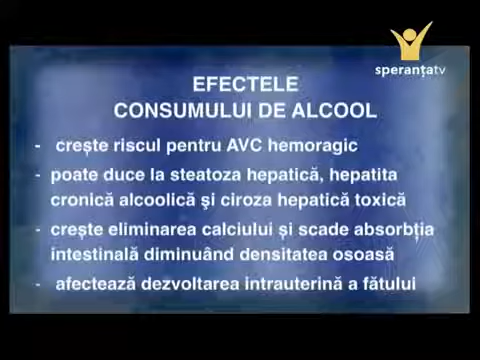 speranțatv
EFECTELE
CONSUMULUI DE ALCOOL
- crește riscul pentru AVC hemoragic
- poate duce la steatoza hepatică, hepatita
cronică alcoolică şi ciroza hepatică toxică
- crește eliminarea calciului și scade absorbția
intestinală diminuând densitatea osoasă
- afectează dezvoltarea intrauterină a fătului